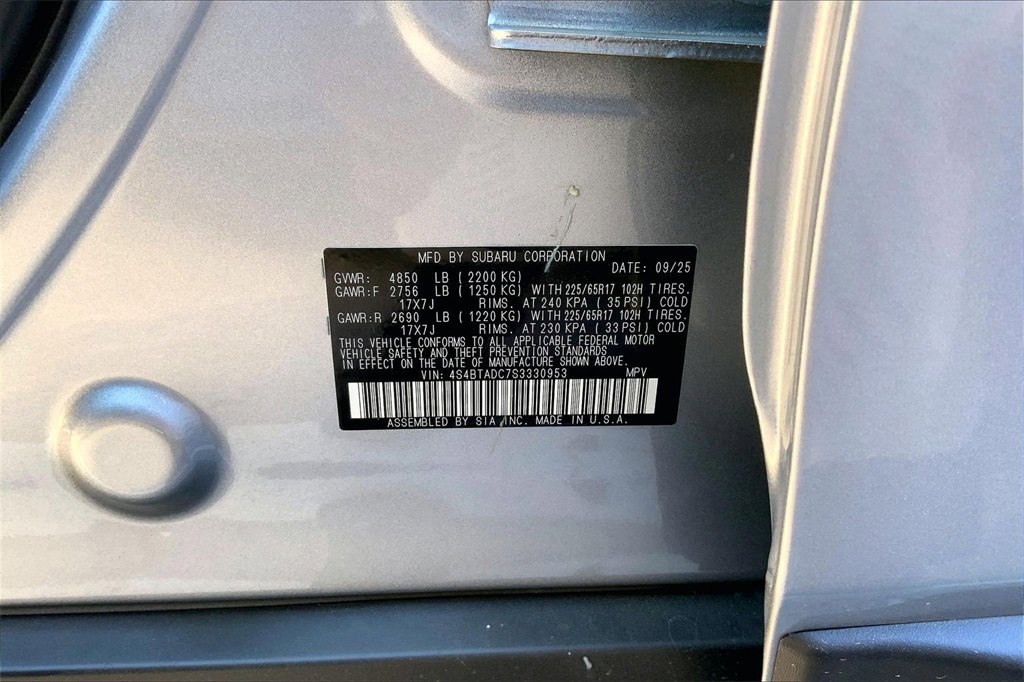 MFD BY SUBARU CORPORATION
DATE: 09/25
GVWR: 4850 LB (2200 KG)
GAWR:F 2756 LB (1250 KG) WITH 225/65R17 102H TIRES.
17X7J RIMS. AT 240 KPA (35 PSI) COLD
GAWR:R 2690 LB (1220 KG) WITH 225/65R17 102H TIRES.
17X7J RIMS. AT 230 KPA (33 PSI) COLD
THIS VEHICLE CONFORMS TO ALL APPLICABLE FEDERAL MOTOR
VEHICLE SAFETY AND THEFT PREVENTION STANDARDS
IN EFFECT ON THE DATE OF MANUFACTURE SHOWN ABOVE.
VIN: 4S4BTADC7S3330953 MPV
ASSEMBLED BY SIA INC. MADE IN U.S.A.